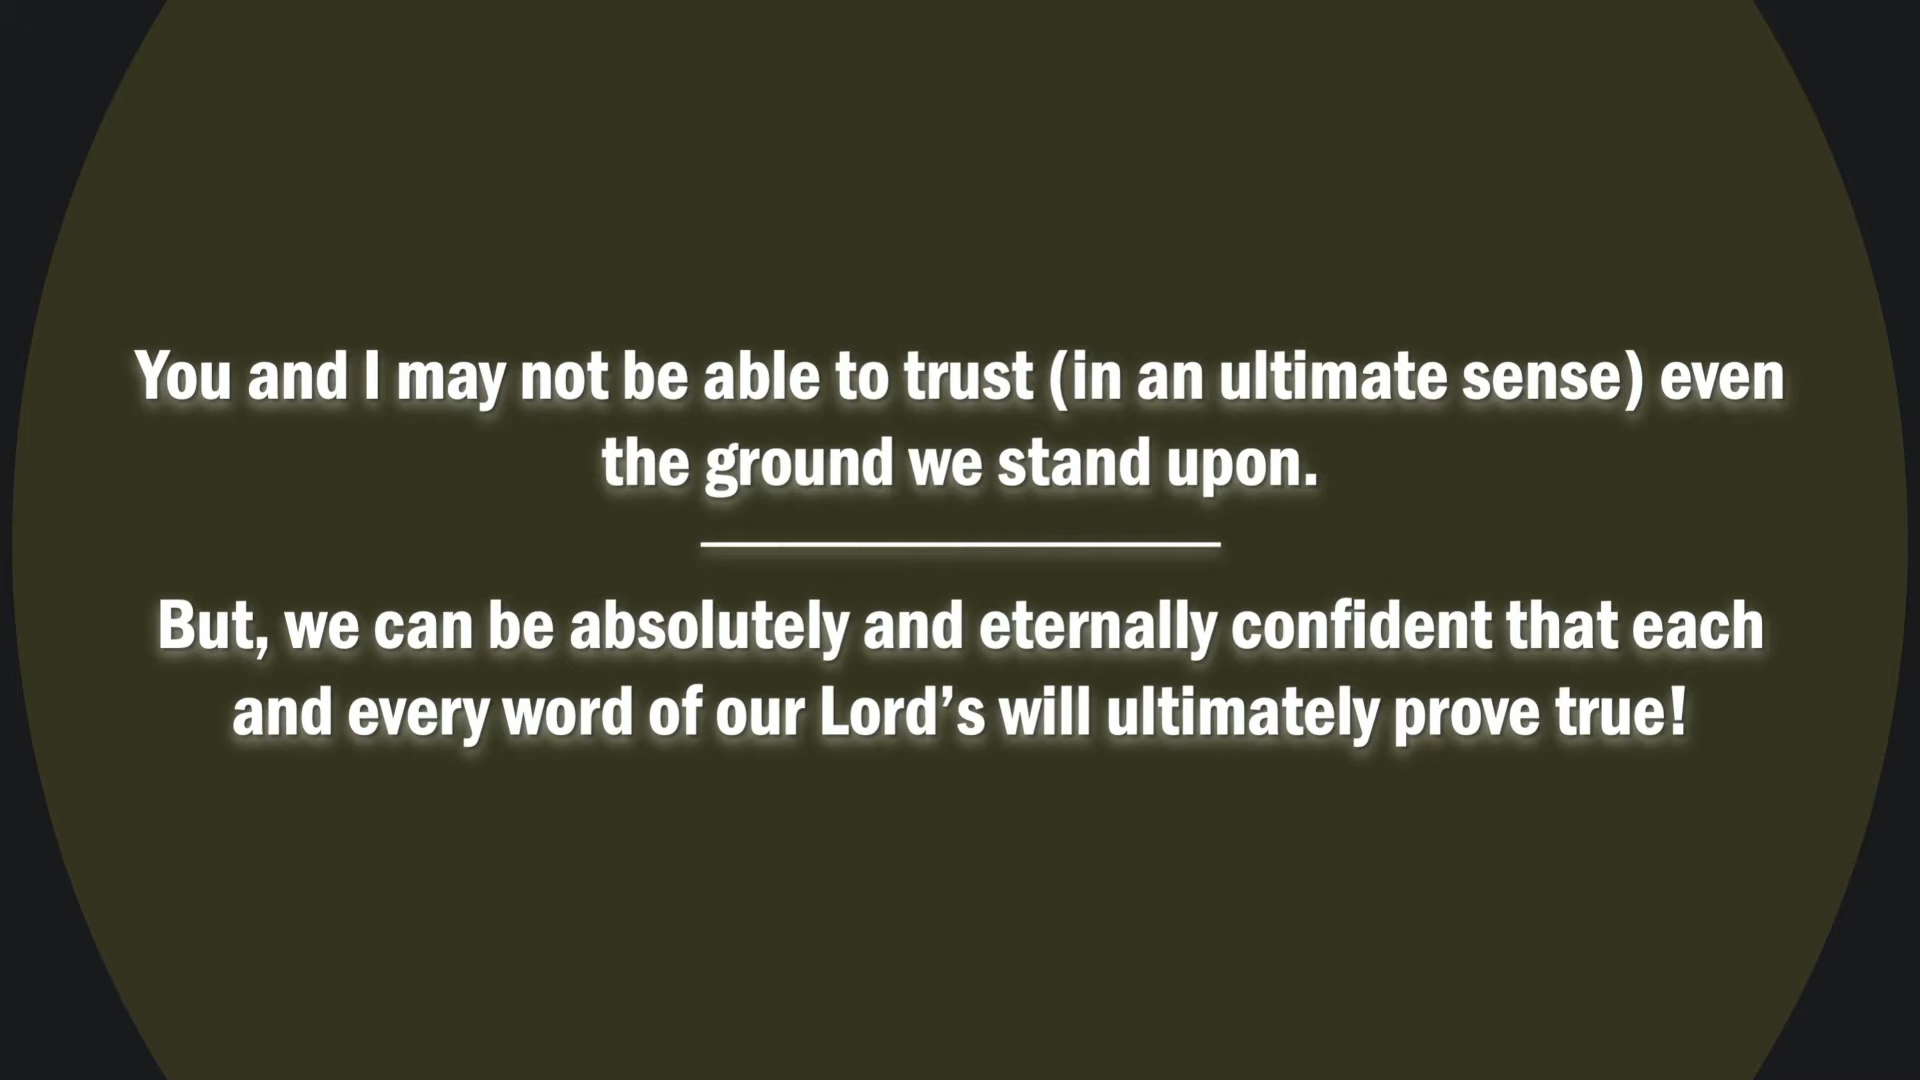 You and I may not be able to trust (in an ultimate sense) even
the ground we stand upon.
But, we can be absolutely and eternally confident that each
and every word of our Lord’s will ultimately prove true!